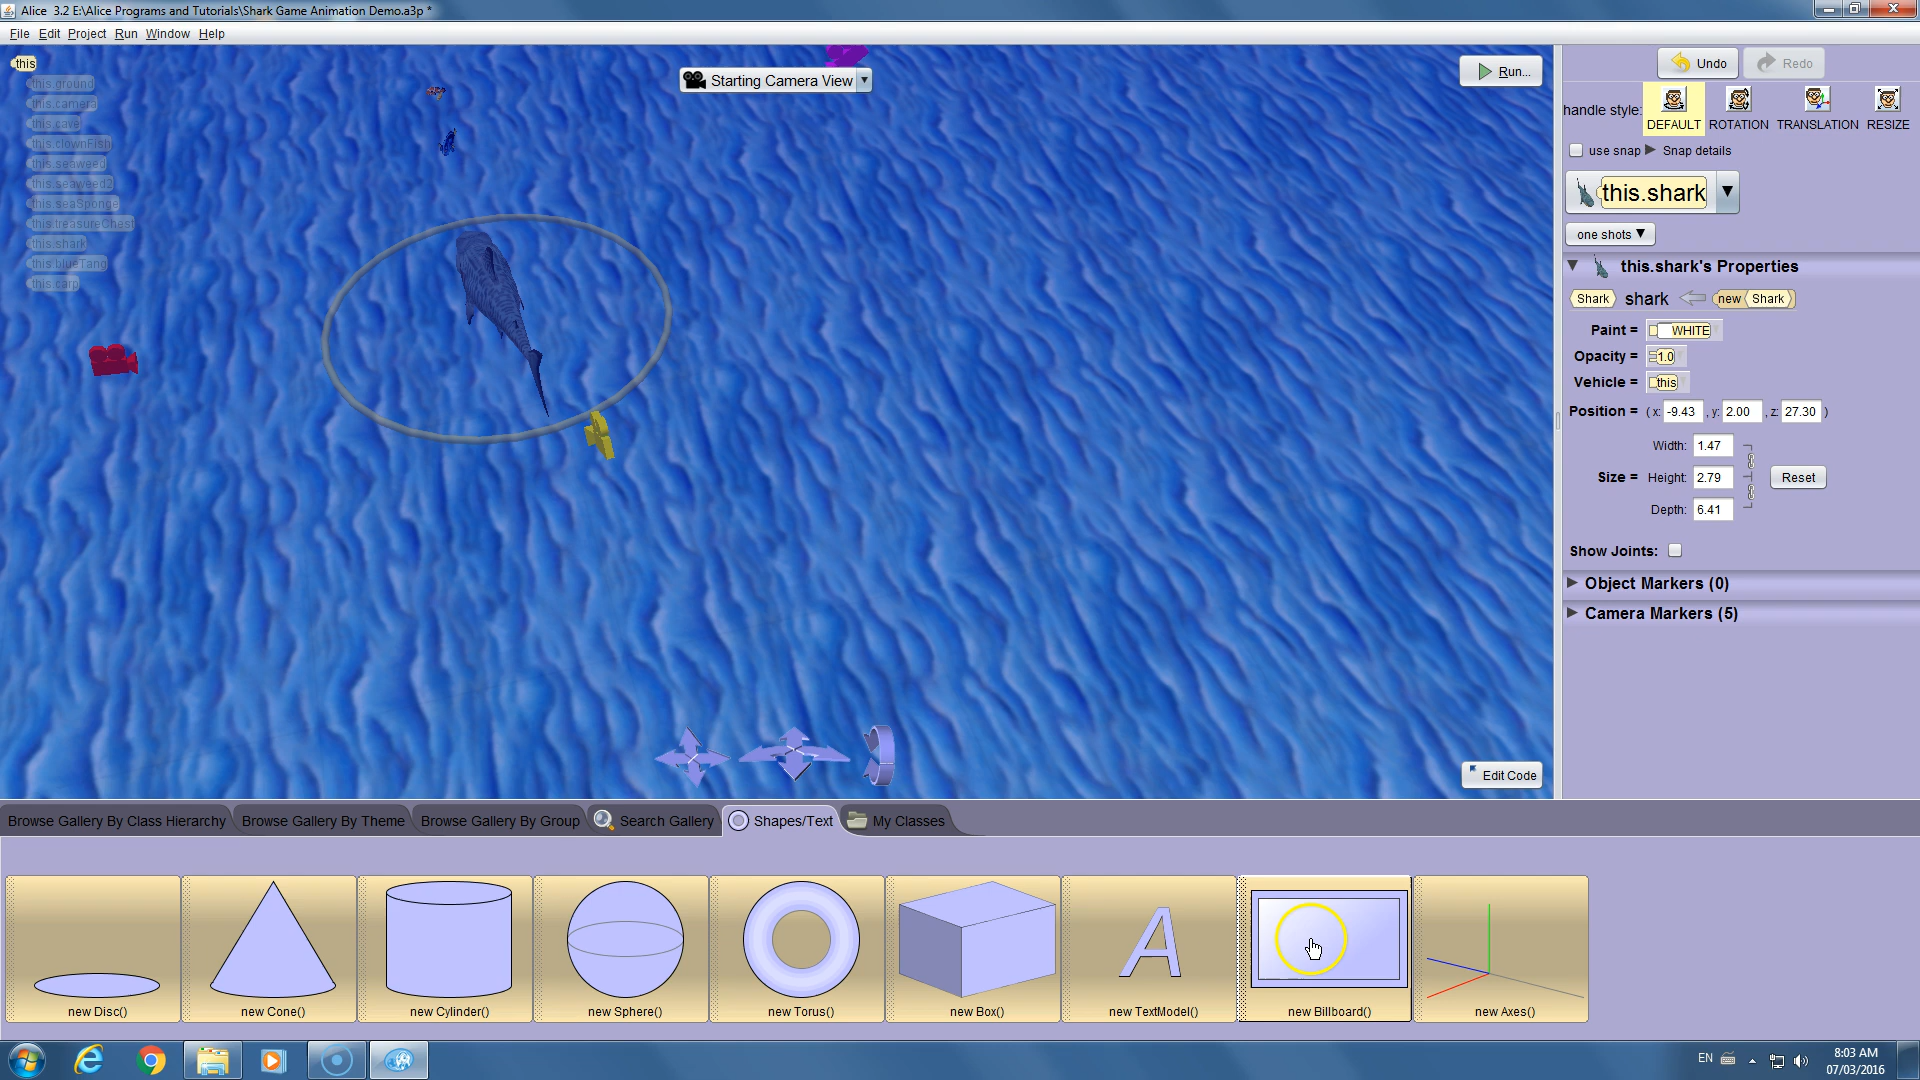 Alice 3.2 E:\Alice Programs and Tutorials\Shark Game Animation Demo.a3p *
File Edit Project Run Window Help
this
this.ground
this.camera
this.cave
this.clownFish
this.seaweed
this.seaweed2
this.seaSponge
this.treasureChest
this.shark
this.blueTang
this.carp
Starting Camera View
Run...
Edit Code
Undo Redo
handle style: DEFAULT ROTATION TRANSLATION RESIZE
use snap Snap details
this.shark
one shots
this.shark's Properties
Shark shark new Shark
Paint = WHITE
Opacity = 1.0
Vehicle = this
Position = ( x: -9.43 , y: 2.00 , z: 27.30 )
Width: 1.47
Size = Height: 2.79 Reset
Depth: 6.41
Show Joints:
Object Markers (0)
Camera Markers (5)
Browse Gallery By Class Hierarchy Browse Gallery By Theme Browse Gallery By Group Search Gallery Shapes/Text My Classes
A
new Disc() new Cone() new Cylinder() new Sphere() new Torus() new Box() new TextModel() new Billboard() new Axes()
EN 8:03 AM
07/03/2016